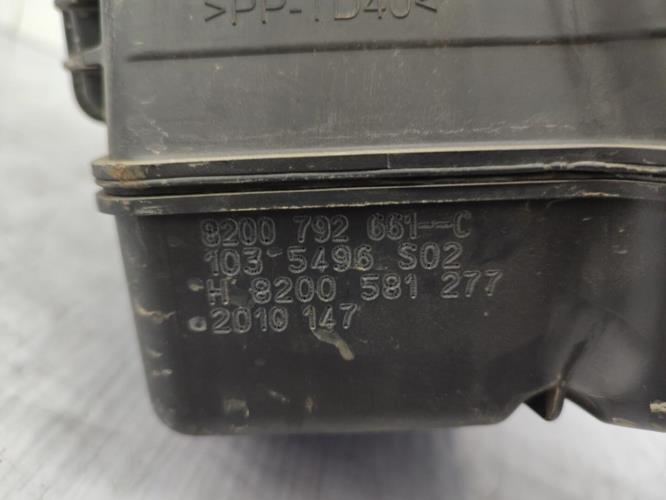 >PP-TD40<
8200 792 661--C
103 5496 S02
H 8200 581 277
2010 147